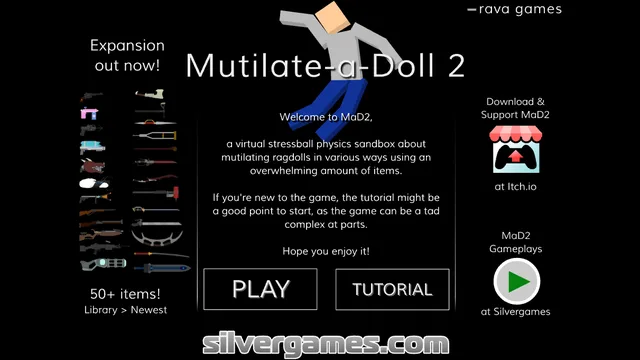 – rava games
Expansion
out now!
Mutilate-a-Doll 2
Welcome to MaD2,
a virtual stressball physics sandbox about
mutilating ragdolls in various ways using an
overwhelming amount of items.
If you're new to the game, the tutorial might be
a good point to start, as the game can be a tad
complex at parts.
Hope you enjoy it!
PLAY
TUTORIAL
50+ items!
Library > Newest
Download &
Support MaD2
at Itch.io
MaD2
Gameplays
at Silvergames
silvergames.com